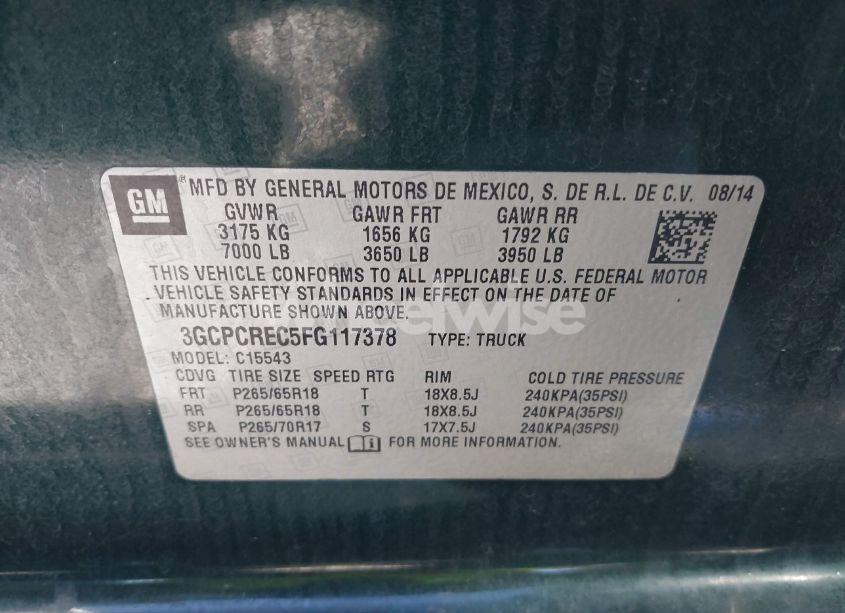 GM
MFD BY GENERAL MOTORS DE MEXICO, S. DE R.L. DE C.V. 08/14
GVWR GAWR FRT GAWR RR
3175 KG 1656 KG 1792 KG
7000 LB 3650 LB 3950 LB
THIS VEHICLE CONFORMS TO ALL APPLICABLE U.S. FEDERAL MOTOR
VEHICLE SAFETY STANDARDS IN EFFECT ON THE DATE OF
MANUFACTURE SHOWN ABOVE.
3GCPCREC5FG117378 TYPE: TRUCK
MODEL: C15543
CDVG TIRE SIZE SPEED RTG RIM COLD TIRE PRESSURE
FRT P265/65R18 T 18X8.5J 240KPA(35PSI)
RR P265/65R18 T 18X8.5J 240KPA(35PSI)
SPA P265/70R17 S 17X7.5J 240KPA(35PSI)
SEE OWNER'S MANUAL i FOR MORE INFORMATION.